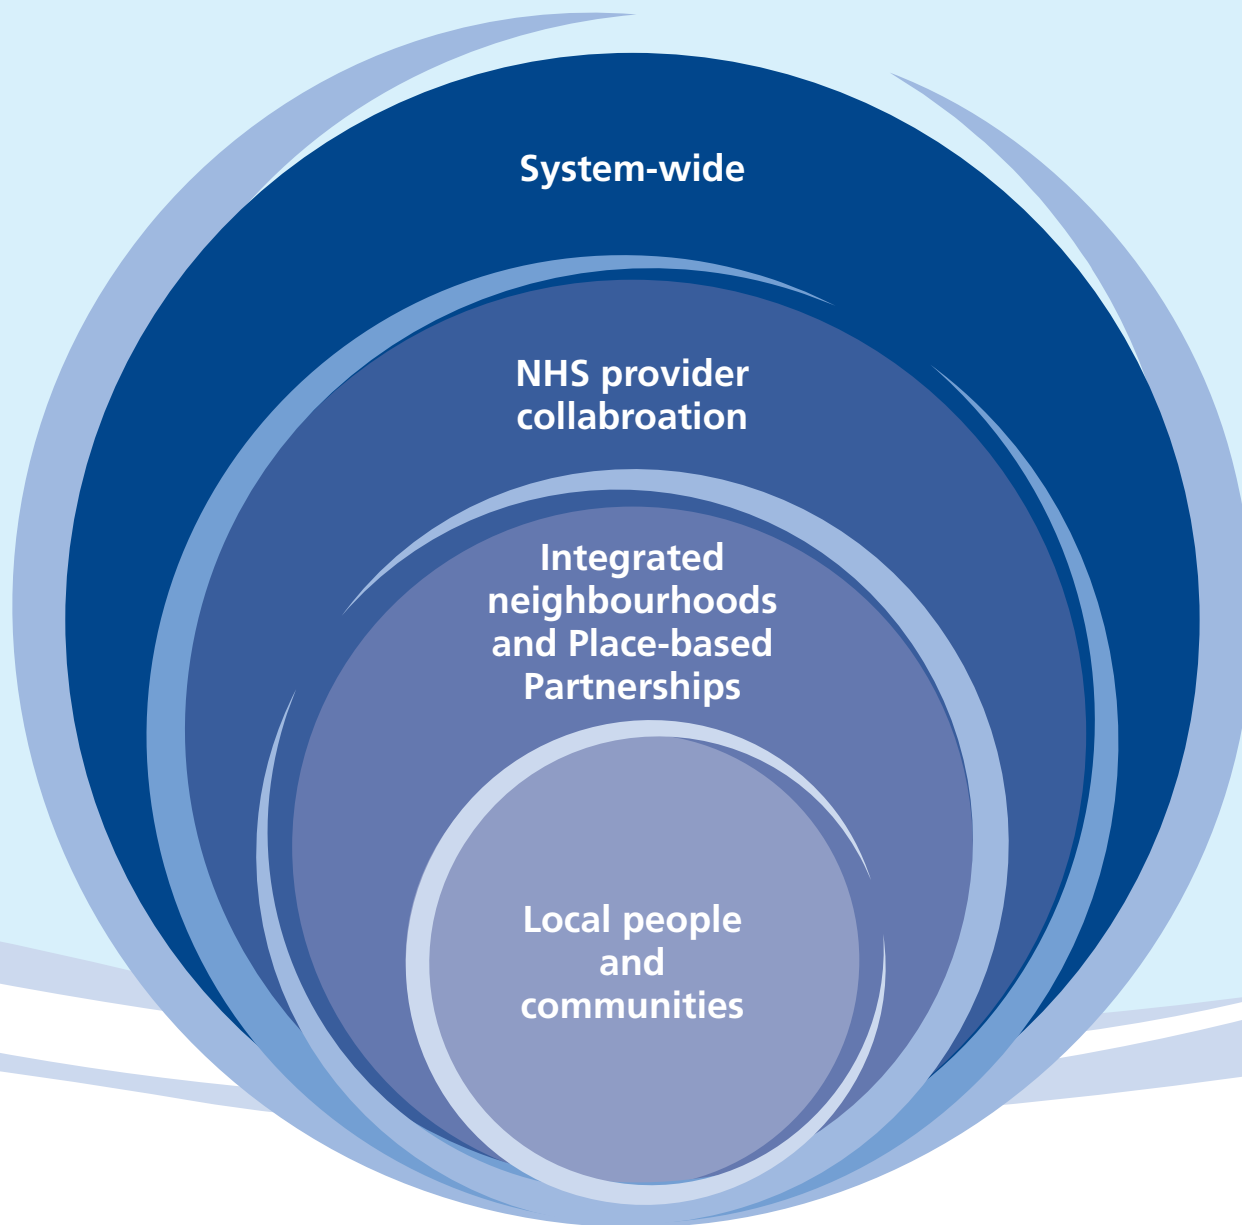 System-wide
NHS provider
collabroation
Integrated
neighbourhoods
and Place-based
Partnerships
Local people
and
communities